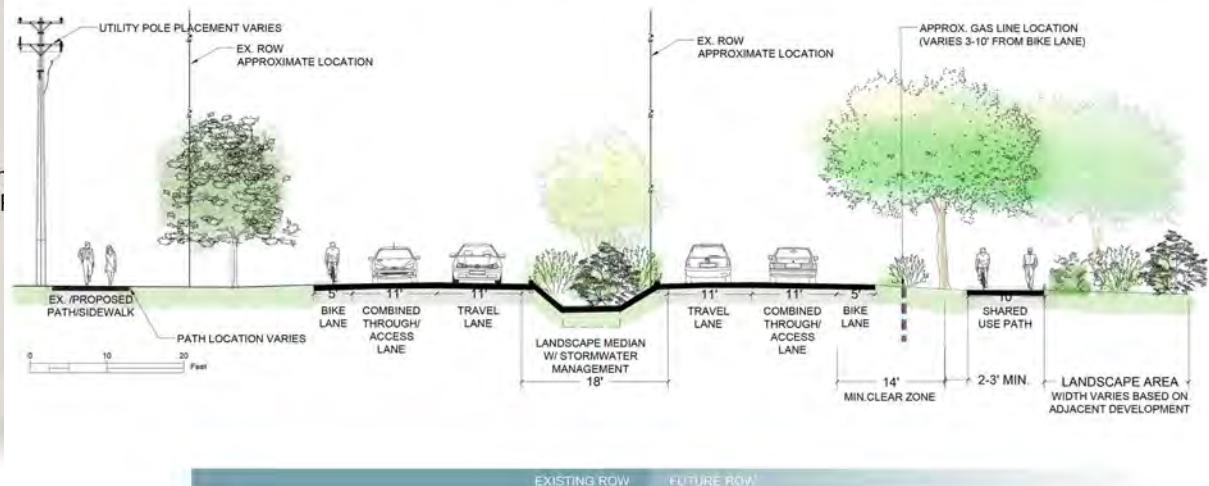 UTILITY POLE PLACEMENT VARIES
EX. ROW
APPROXIMATE LOCATION
EX. ROW
APPROXIMATE LOCATION
APPROX. GAS LINE LOCATION
(VARIES 3-10' FROM BIKE LANE)
EX. /PROPOSED
PATH/SIDEWALK
PATH LOCATION VARIES
0 10 20
Feet
5'
BIKE
LANE
11'
COMBINED
THROUGH/
ACCESS
LANE
11'
TRAVEL
LANE
LANDSCAPE MEDIAN
W/ STORMWATER
MANAGEMENT
18'
11'
TRAVEL
LANE
11'
COMBINED
THROUGH/
ACCESS
LANE
5'
BIKE
LANE
14'
MIN.CLEAR ZONE
10'
SHARED
USE PATH
2-3' MIN.
LANDSCAPE AREA
WIDTH VARIES BASED ON
ADJACENT DEVELOPMENT
EXISTING ROW
FUTURE ROW